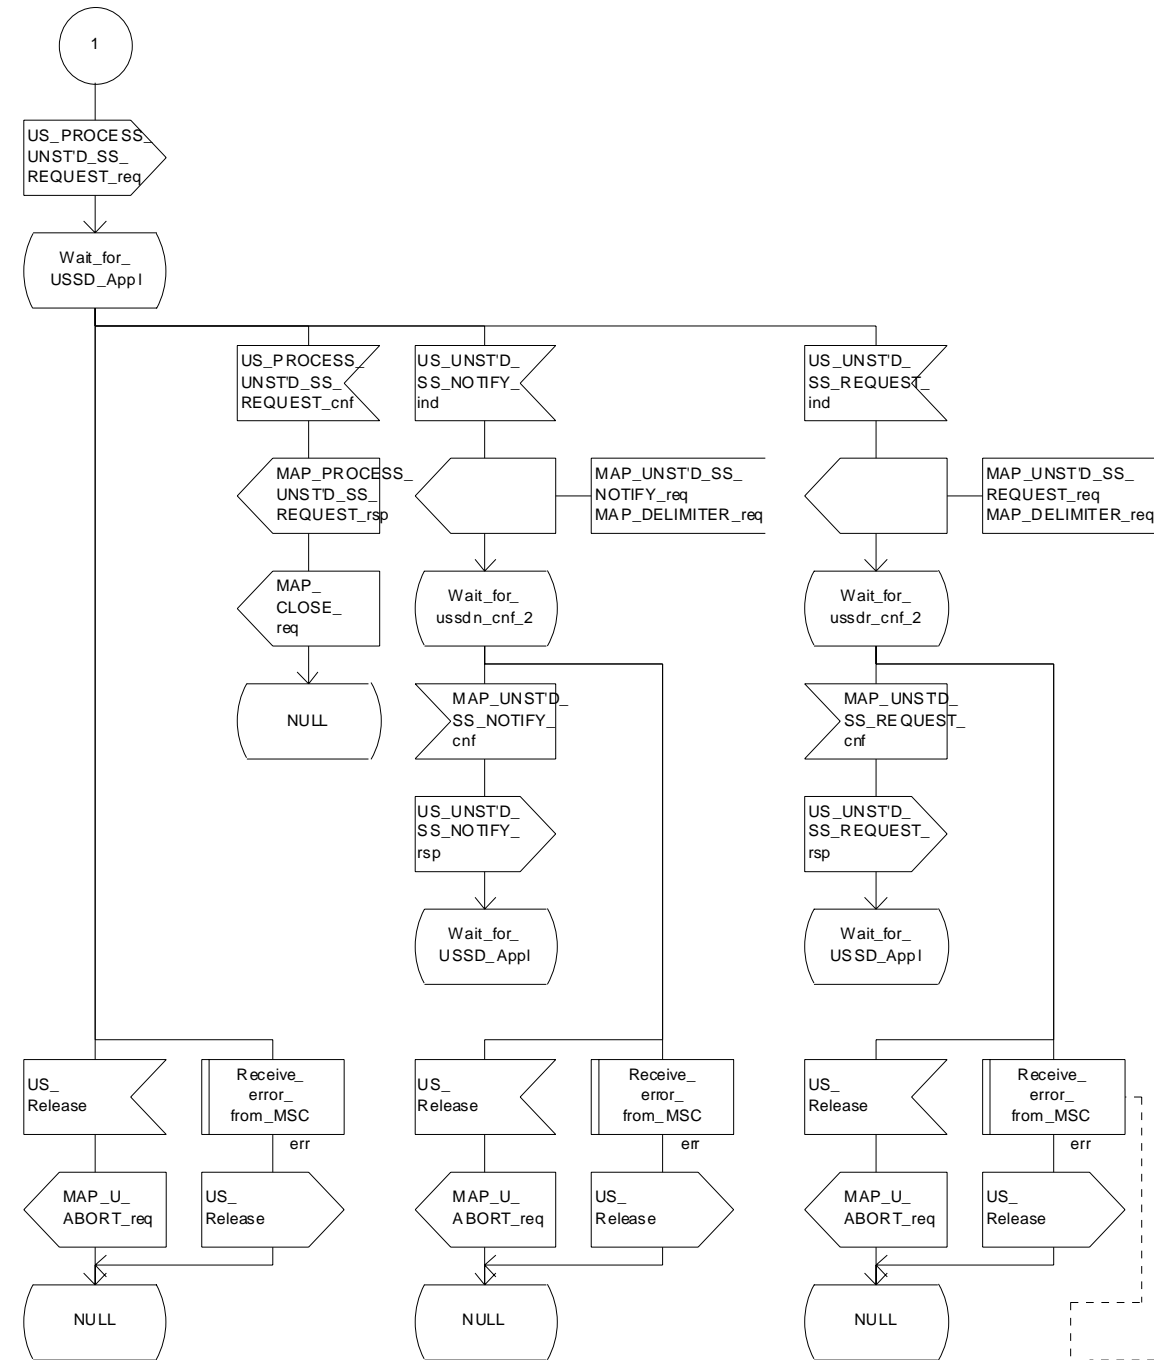 1
US_PROCESS_
UNST'D_SS_
REQUEST_req
Wait_for_
USSD_Appl
US_PROCESS_
UNST'D_SS_
REQUEST_cnf
US_UNST'D_
SS_NOTIFY_
ind
US_UNST'D_
SS_REQUEST_
ind
MAP_PROCESS_
UNST'D_SS_
REQUEST_rsp
MAP_UNST'D_SS_
NOTIFY_req
MAP_DELIMITER_req
MAP_UNST'D_SS_
REQUEST_req
MAP_DELIMITER_req
MAP_
CLOSE_
req
Wait_for_
ussdn_cnf_2
Wait_for_
ussdr_cnf_2
NULL
MAP_UNST'D_
SS_NOTIFY_
cnf
MAP_UNST'D_
SS_REQUEST_
cnf
US_UNST'D_
SS_NOTIFY_
rsp
US_UNST'D_
SS_REQUEST_
rsp
Wait_for_
USSD_Appl
Wait_for_
USSD_Appl
US_
Release
Receive_
error_
from_MSC
err
US_
Release
Receive_
error_
from_MSC
err
US_
Release
Receive_
error_
from_MSC
err
MAP_U_
ABORT_req
US_
Release
MAP_U_
ABORT_req
US_
Release
MAP_U_
ABORT_req
US_
Release
NULL
NULL
NULL